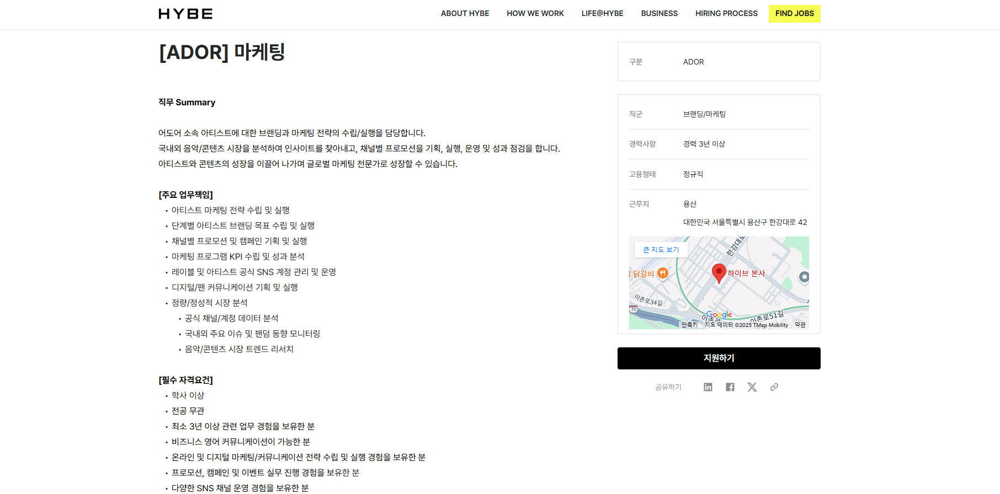 HYBE
ABOUT HYBE
HOW WE WORK
LIFE@HYBE
BUSINESS
HIRING PROCESS
FIND JOBS
[ADOR] 마케팅
직무 Summary
어도어 소속 아티스트에 대한 브랜딩과 마케팅 전략의 수립/실행을 담당합니다.
국내외 음악/콘텐츠 시장을 분석하여 인사이트를 찾아내고, 채널별 프로모션을 기획, 실행, 운영 및 성과 점검을 합니다.
아티스트와 콘텐츠의 성장을 이끌어 나가며 글로벌 마케팅 전문가로 성장할 수 있습니다.
[주요 업무책임]
• 아티스트 마케팅 전략 수립 및 실행
• 단계별 아티스트 브랜딩 목표 수립 및 실행
• 채널별 프로모션 및 캠페인 기획 및 실행
• 마케팅 프로그램 KPI 수립 및 성과 분석
• 레이블 및 아티스트 공식 SNS 계정 관리 및 운영
• 디지털/팬 커뮤니케이션 기획 및 실행
• 정량/정성적 시장 분석
• 공식 채널/계정 데이터 분석
• 국내외 주요 이슈 및 팬덤 동향 모니터링
• 음악/콘텐츠 시장 트렌드 리서치
[필수 자격요건]
• 학사 이상
• 전공 무관
• 최소 3년 이상 관련 업무 경험을 보유한 분
• 비즈니스 영어 커뮤니케이션이 가능한 분
• 온라인 및 디지털 마케팅/커뮤니케이션 전략 수립 및 실행 경험을 보유한 분
• 프로모션, 캠페인 및 이벤트 실무 진행 경험을 보유한 분
• 다양한 SNS 채널 운영 경험을 보유한 분
구분 ADOR
직군 브랜딩/마케팅
경력사항 경력 3년 이상
고용형태 정규직
근무지 용산
대한민국 서울특별시 용산구 한강대로 42
큰 지도 보기
한강대로
닭갈비
하이브 본사
이촌로34길
70
Google
이촌로51길
단축키 지도 데이터 ©2025 TMap Mobility 약관
지원하기
공유하기